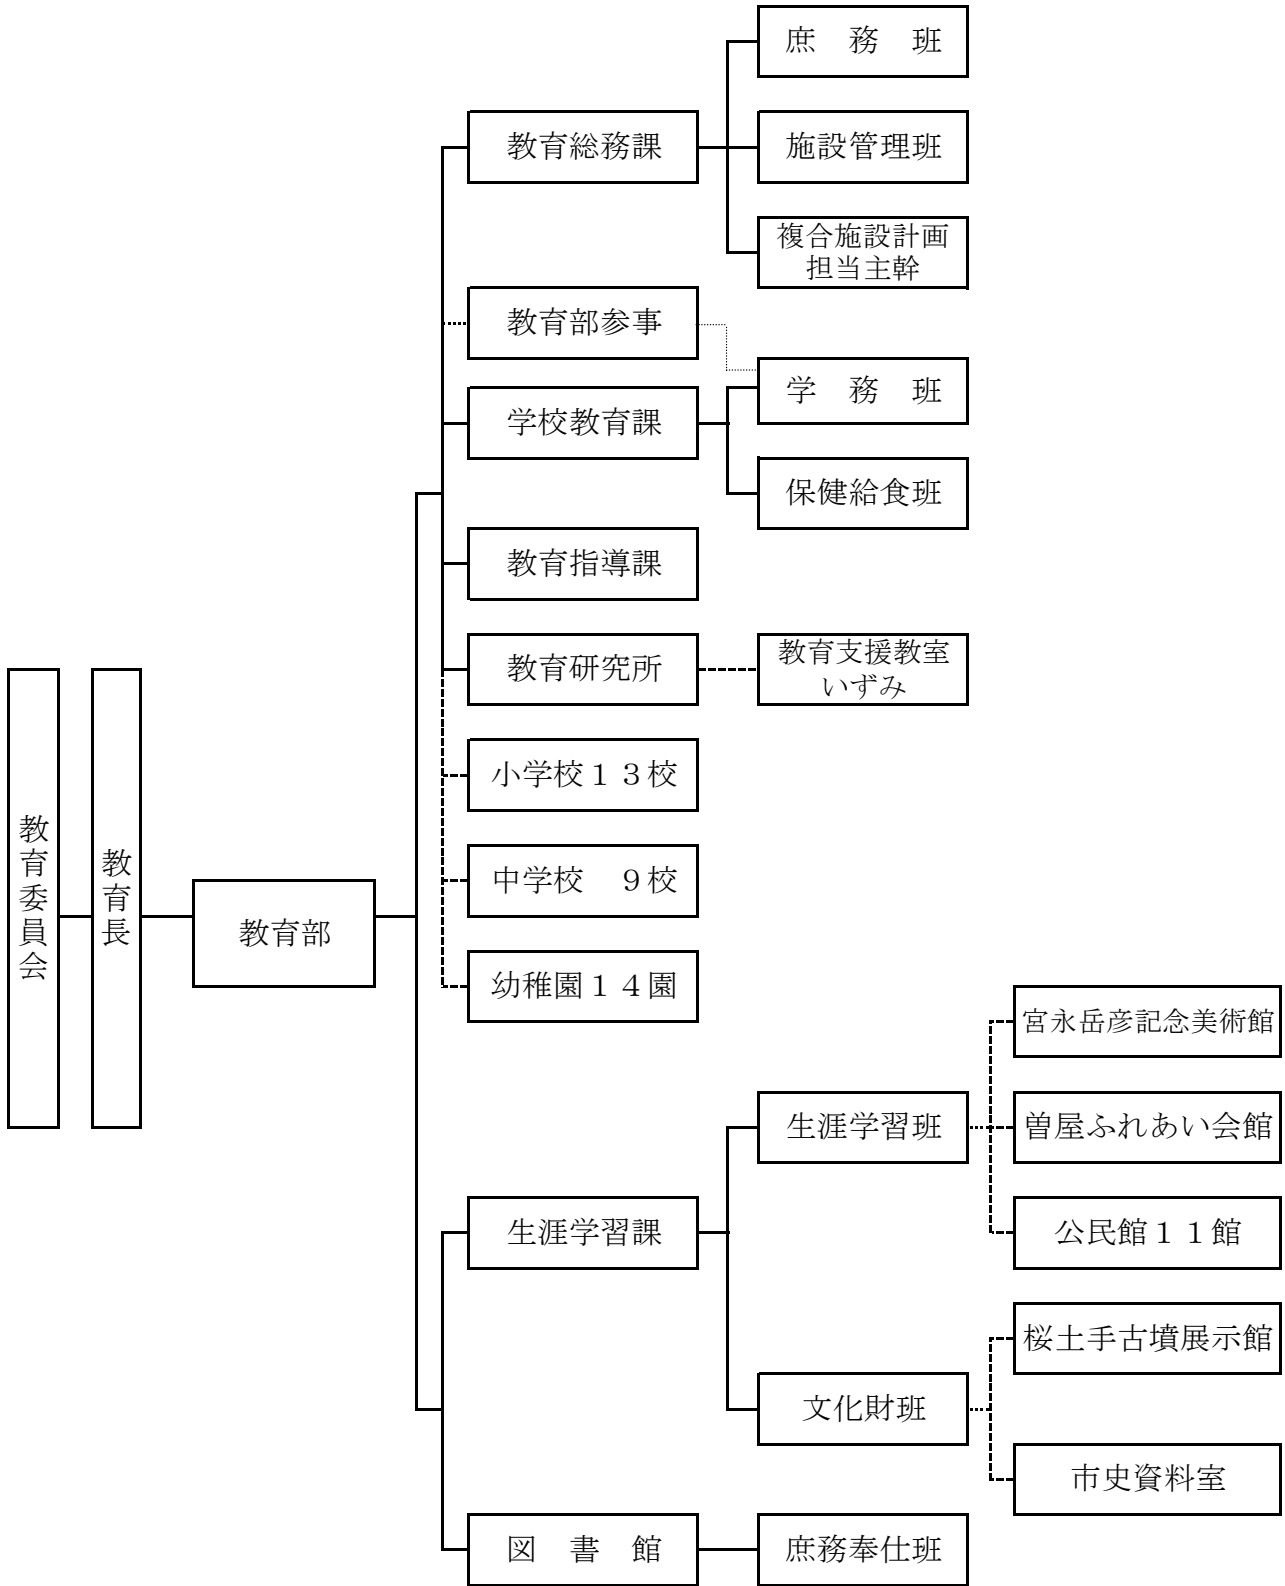 庶　務　班
教育総務課
施設管理班
複合施設計画
担当主幹
教育部参事
学　務　班
学校教育課
保健給食班
教育指導課
教育研究所
教育支援教室
いずみ
小学校１３校
中学校　９校
幼稚園１４園
教育委員会
教育長
教育部
宮永岳彦記念美術館
生涯学習班
曽屋ふれあい会館
生涯学習課
公民館１１館
桜土手古墳展示館
文化財班
市史資料室
図　書　館
庶務奉仕班